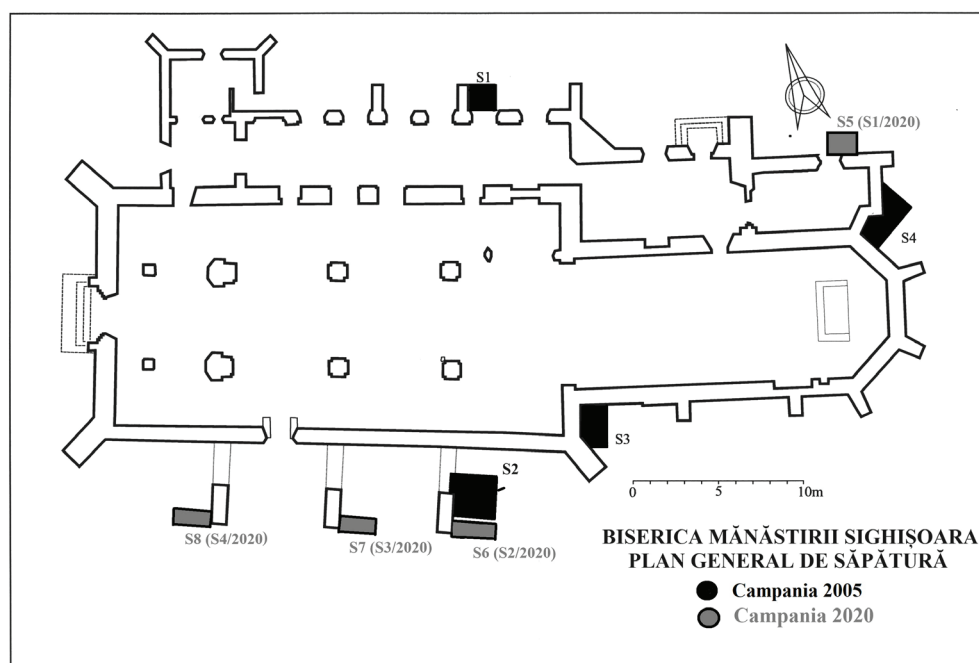 S1
S5 (S1/2020)
S4
S3
S2
0 5 10m
S8 (S4/2020)
S7 (S3/2020)
S6 (S2/2020)
BISERICA MĂNĂSTIRII SIGHIȘOARA
PLAN GENERAL DE SĂPĂTURĂ
Campania 2005
Campania 2020